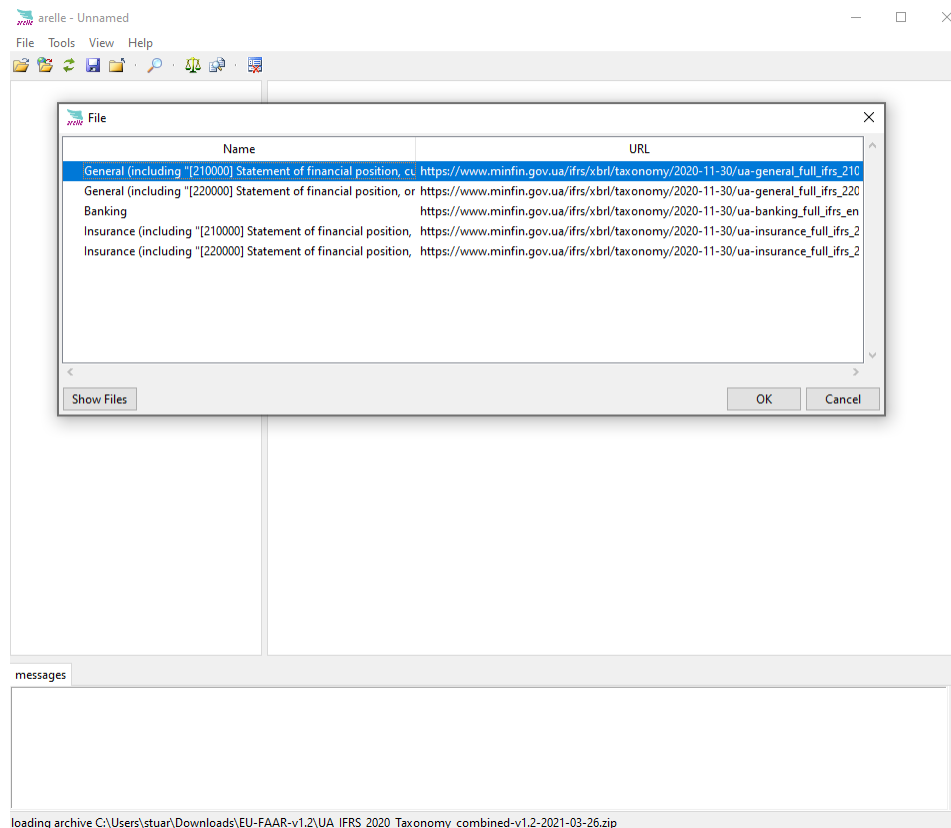 arelle arelle - Unnamed
File Tools View Help
arelle File
Name URL
General (including "[210000] Statement of financial position, cu https://www.minfin.gov.ua/ifrs/xbrl/taxonomy/2020-11-30/ua-general_full_ifrs_210
General (including "[220000] Statement of financial position, or https://www.minfin.gov.ua/ifrs/xbrl/taxonomy/2020-11-30/ua-general_full_ifrs_220
Banking https://www.minfin.gov.ua/ifrs/xbrl/taxonomy/2020-11-30/ua-banking_full_ifrs_en
Insurance (including "[210000] Statement of financial position, https://www.minfin.gov.ua/ifrs/xbrl/taxonomy/2020-11-30/ua-insurance_full_ifrs_2
Insurance (including "[220000] Statement of financial position, https://www.minfin.gov.ua/ifrs/xbrl/taxonomy/2020-11-30/ua-insurance_full_ifrs_2
Show Files OK Cancel
messages
loading archive C:\Users\stuar\Downloads\EU-FAAR-v1.2\UA_IFRS_2020_Taxonomy_combined-v1.2-2021-03-26.zip